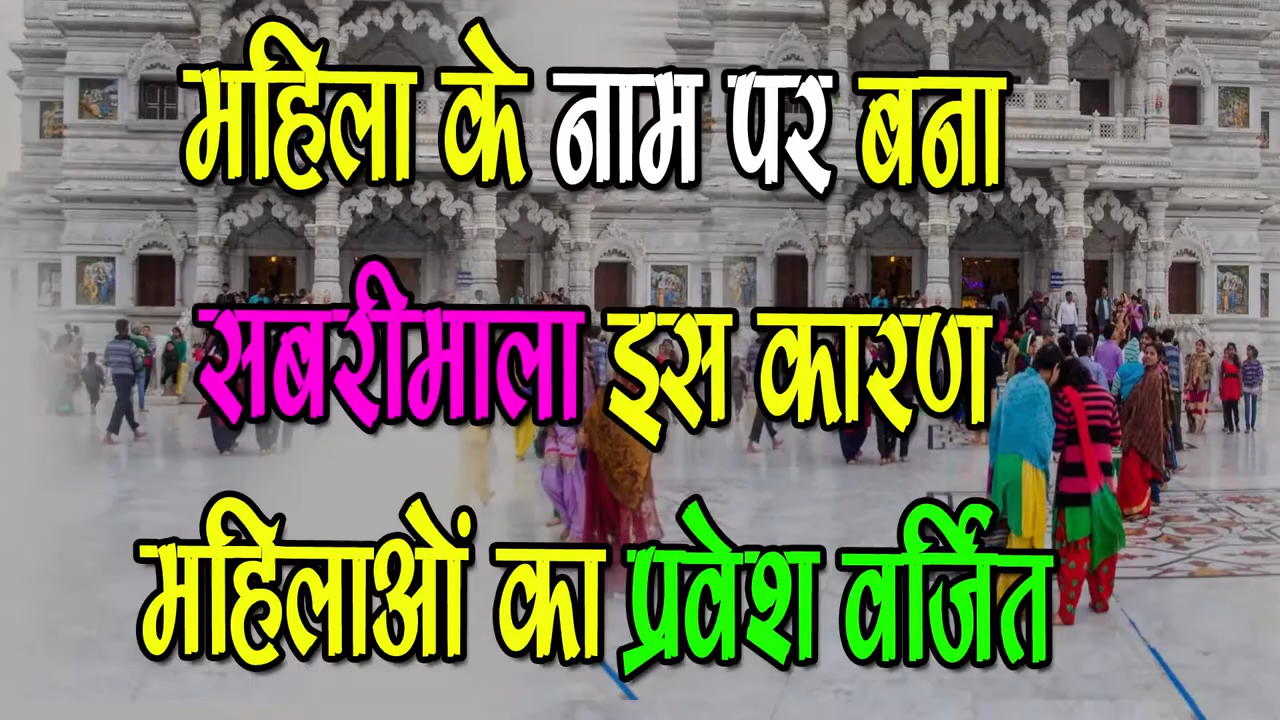 महिला के नाम पर बना
सबरीमाला इस कारण
महिलाओं का प्रवेश वर्जित